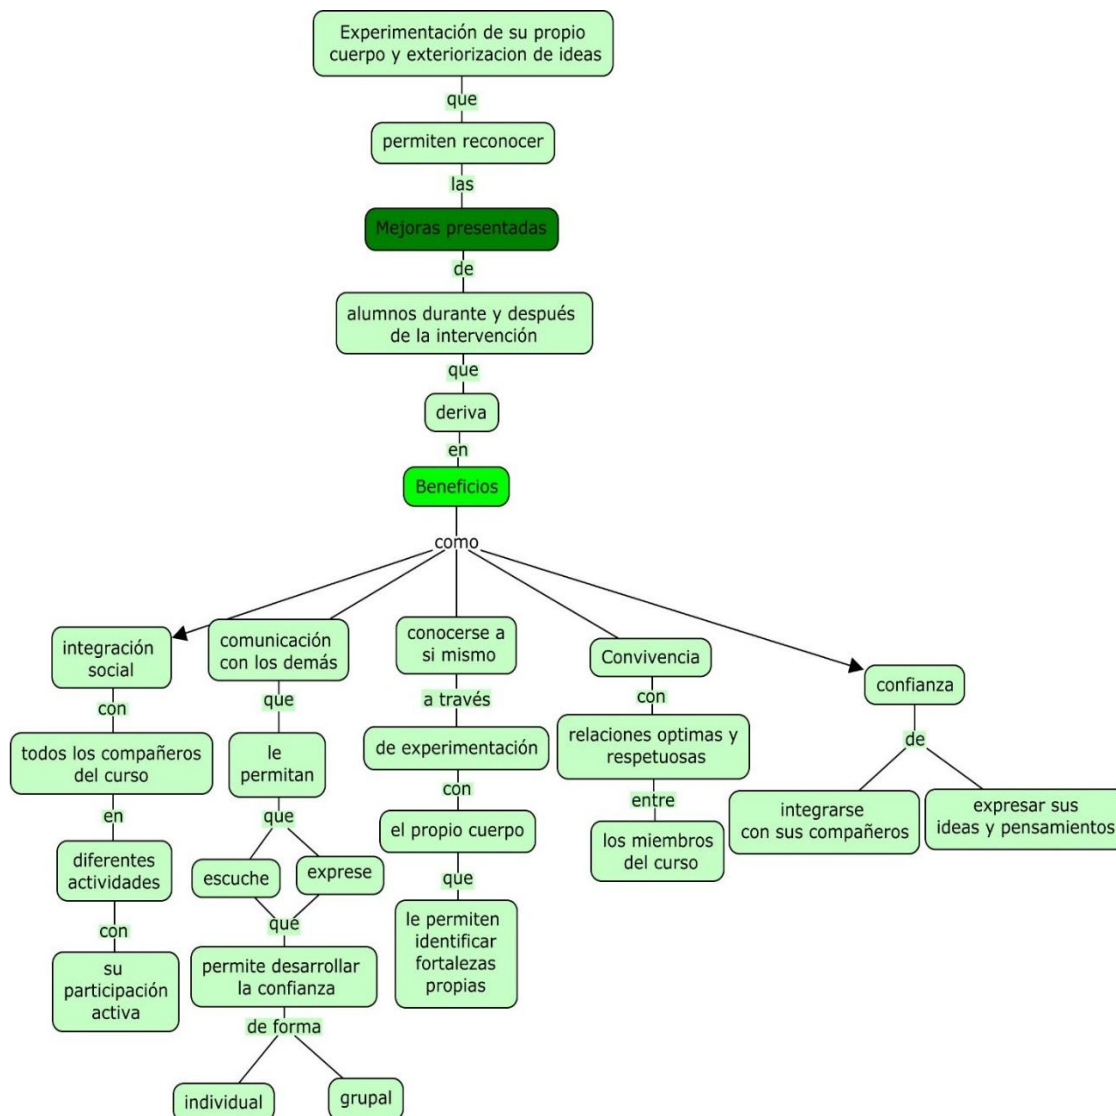 Experimentación de su propio
cuerpo y exteriorizacion de ideas
que
permiten reconocer
las
Mejoras presentadas
de
alumnos durante y después
de la intervención
que
deriva
en
Beneficios
como
integración
social
con
todos los compañeros
del curso
en
diferentes
actividades
con
su
participación
activa
comunicación
con los demás
que
le
permitan
que
escuche
exprese
que
permite desarrollar
la confianza
de forma
individual
grupal
conocerse a
si mismo
a través
de experimentación
con
el propio cuerpo
que
le permiten
identificar
fortalezas
propias
Convivencia
con
relaciones optimas y
respetuosas
entre
los miembros
del curso
confianza
de
integrarse
con sus compañeros
expresar sus
ideas y pensamientos